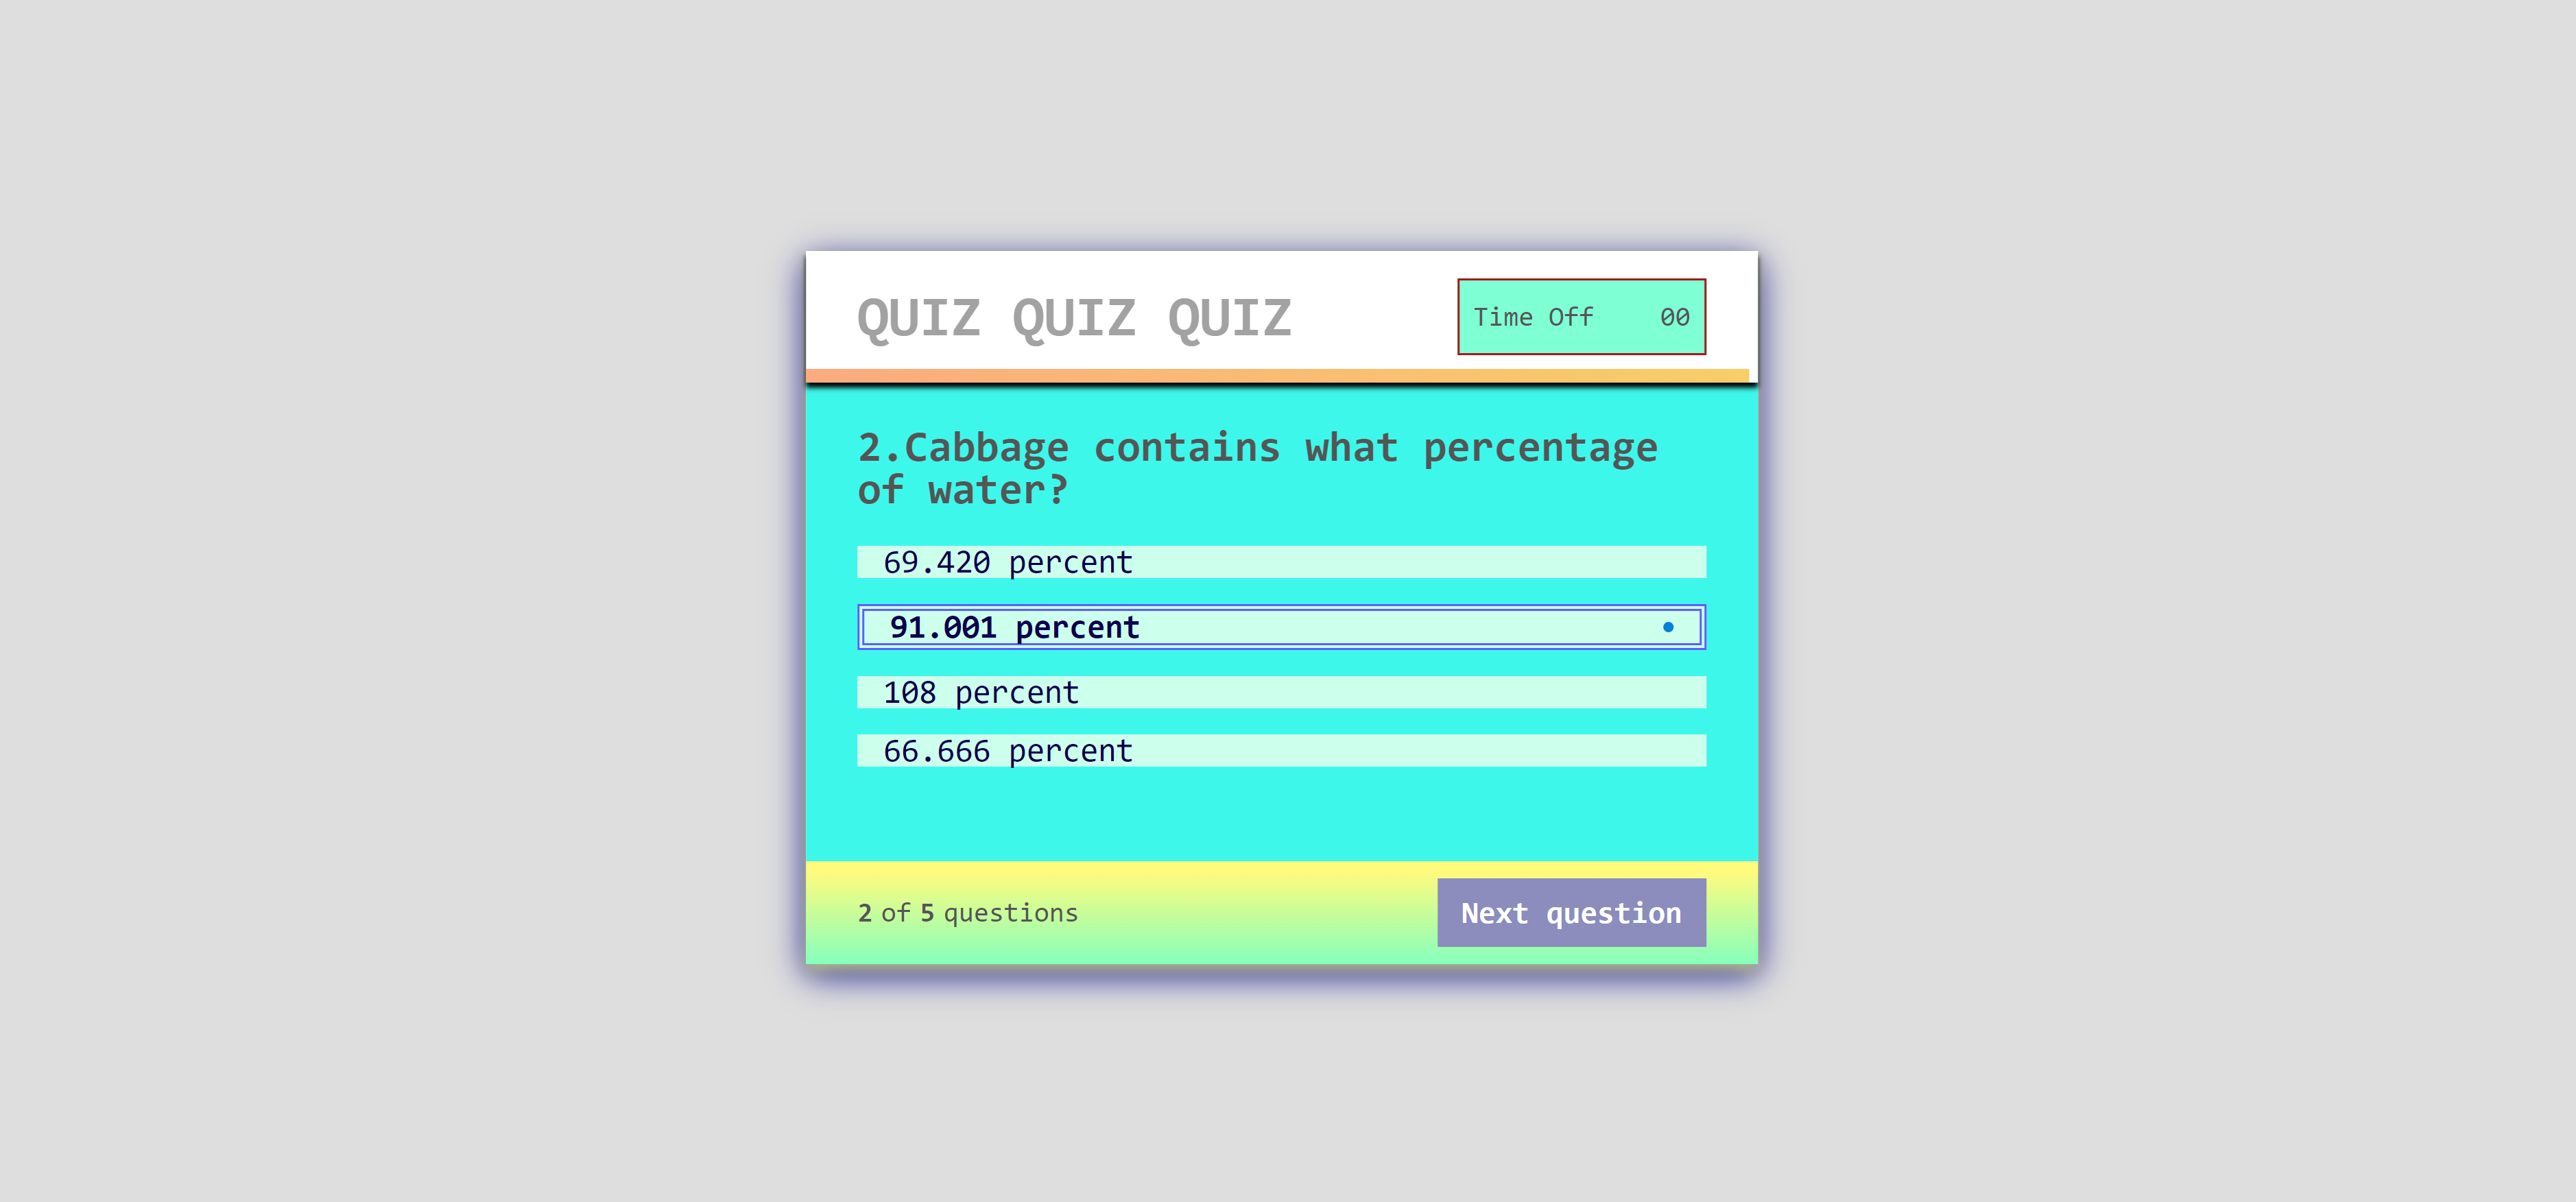 QUIZ QUIZ QUIZ
Time Off 00
2.Cabbage contains what percentage
of water?
69.420 percent
91.001 percent
108 percent
66.666 percent
2 of 5 questions
Next question